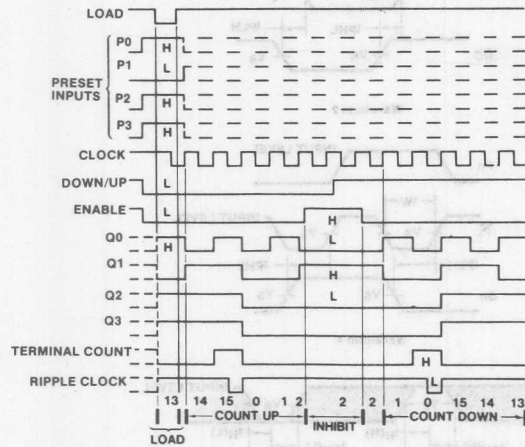 LOAD
P0 H
P1 L
PRESET INPUTS
P2 H
P3 H
CLOCK
DOWN/UP L
ENABLE L H
Q0 H L
Q1 H
Q2 L
Q3
TERMINAL COUNT H
RIPPLE CLOCK L
13 14 15 0 1 2 2 2 1 0 15 14 13
COUNT UP INHIBIT COUNT DOWN
LOAD